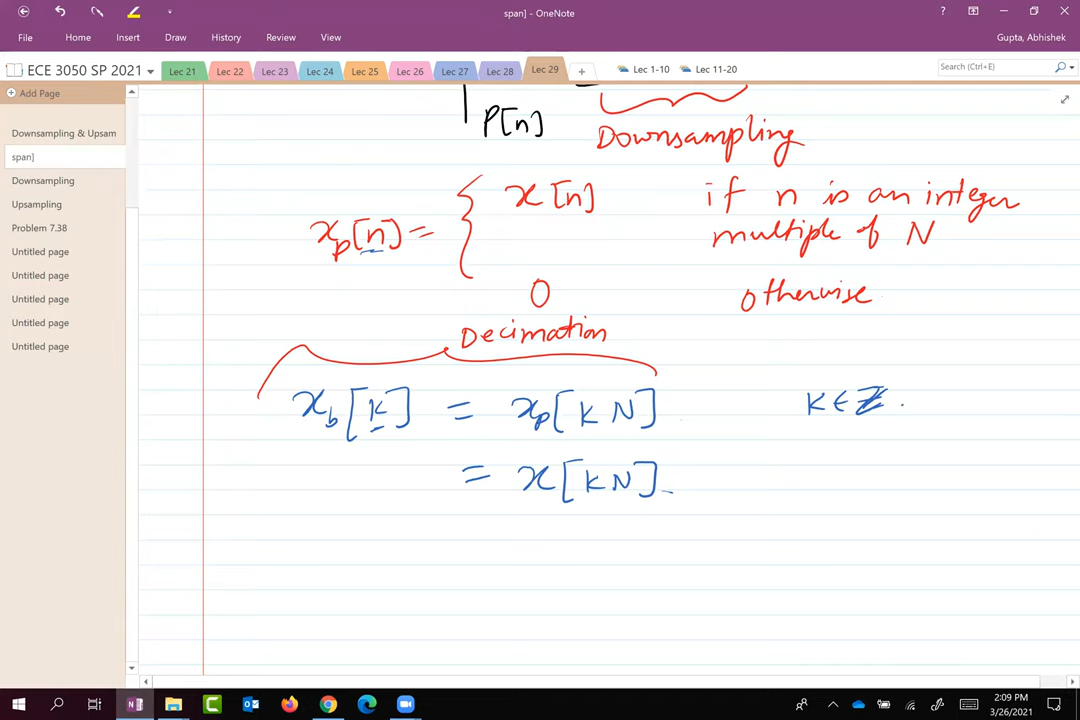 span] - OneNote
?
File Home Insert Draw History Review View
Gupta, Abhishek
ECE 3050 SP 2021
Lec 21 Lec 22 Lec 23 Lec 24 Lec 25 Lec 26 Lec 27 Lec 28 Lec 29 + Lec 1-10 Lec 11-20
Search (Ctrl+E)
Add Page
Downsampling & Upsam
span]
Downsampling
Upsampling
Problem 7.38
Untitled page
Untitled page
Untitled page
Untitled page
Untitled page
p[n]
Downsampling
x_p[n] = { x[n] if n is an integer
multiple of N
0 otherwise
Decimation
x_b[k] = x_p[kN] k∈ℤ.
= x[kN]
2:09 PM
3/26/2021